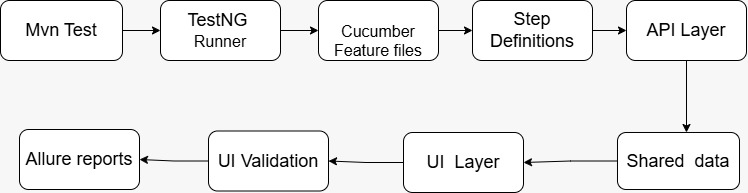 Mvn Test
TestNG
Runner
Cucumber
Feature files
Step
Definitions
API Layer
Allure reports
UI Validation
UI  Layer
Shared  data